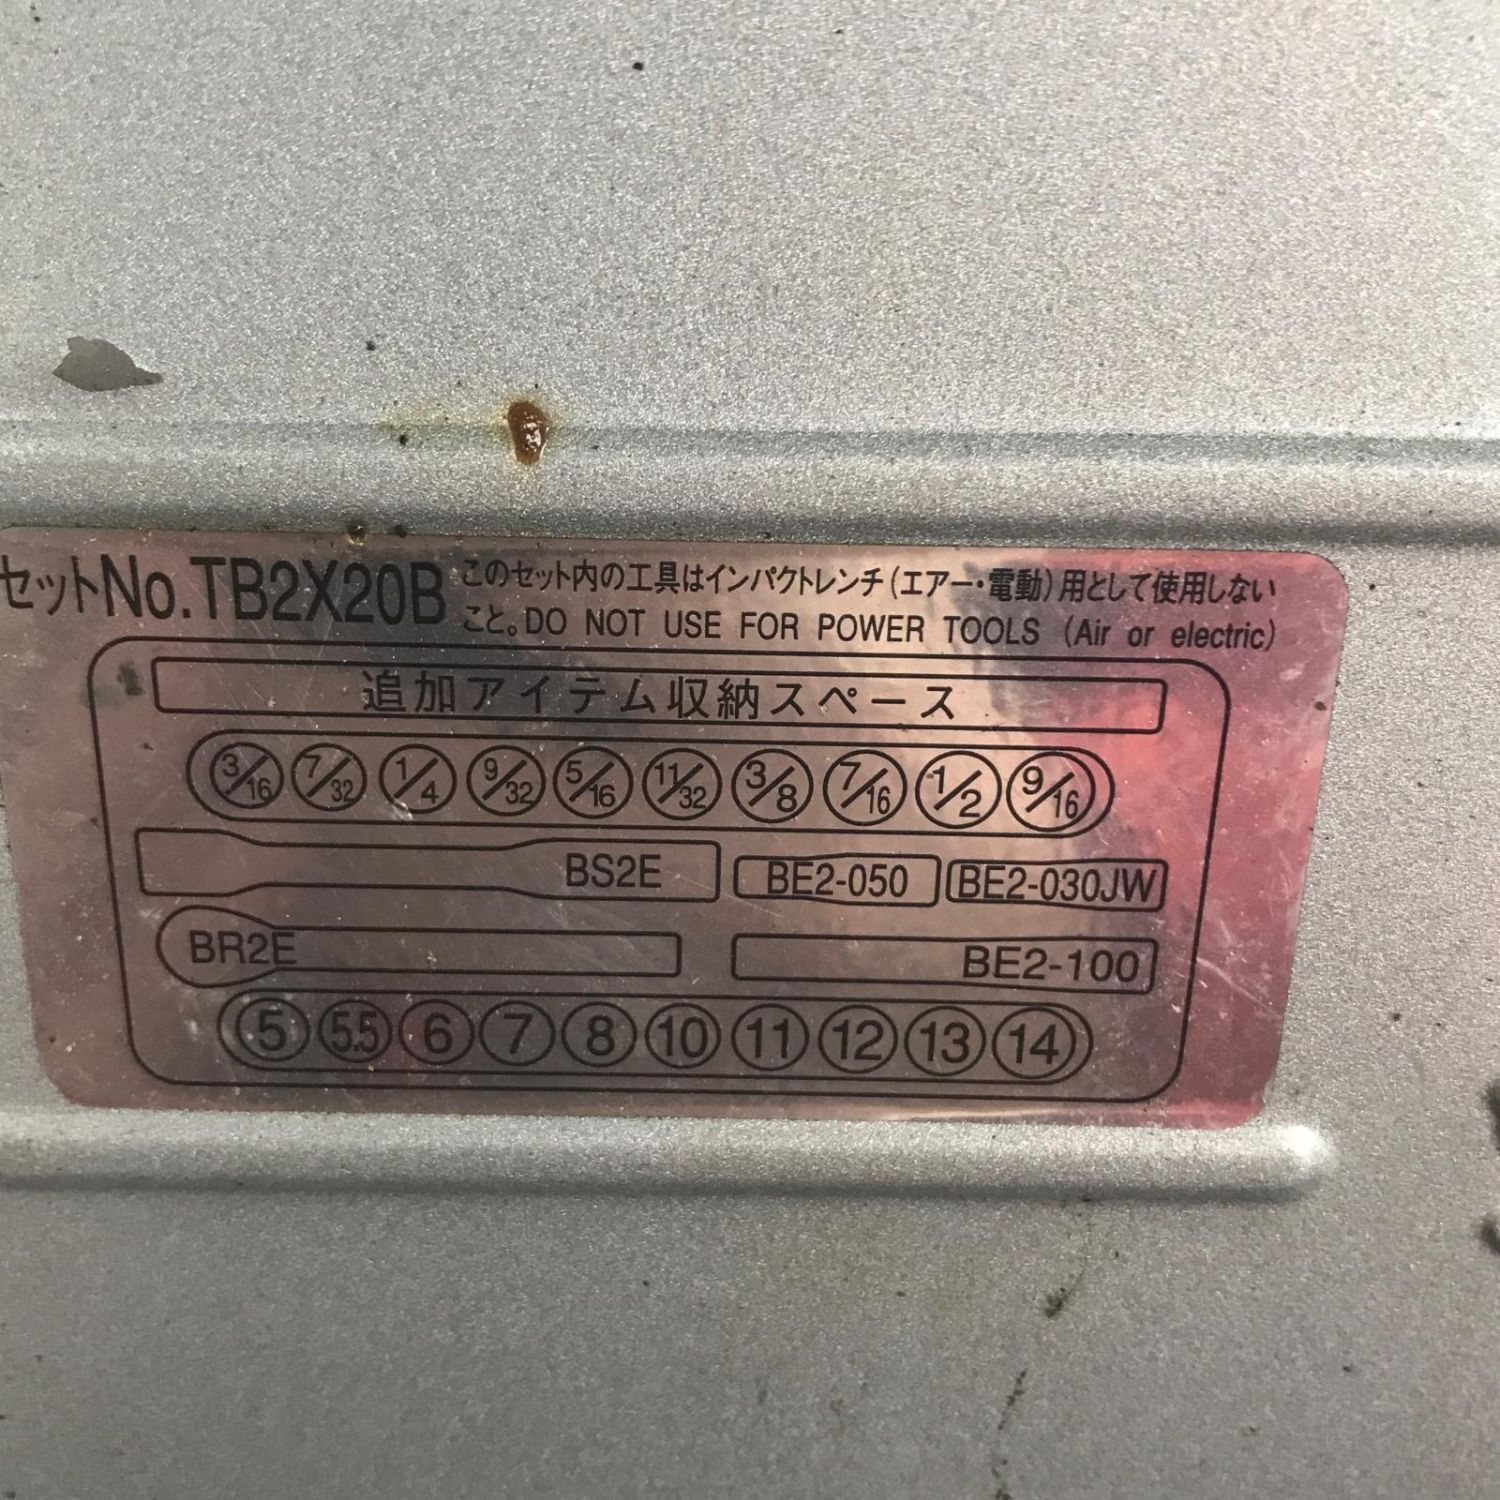 セットNo.TB2X20B
このセット内の工具はインパクトレンチ(エアー・電動)用として使用しない
こと。DO NOT USE FOR POWER TOOLS (Air or electric)
追加アイテム収納スペース
3/16 7/32 1/4 9/32 5/16 11/32 3/8 7/16 1/2 9/16
BS2E BE2-050 BE2-030JW
BR2E BE2-100
5 5.5 6 7 8 10 11 12 13 14